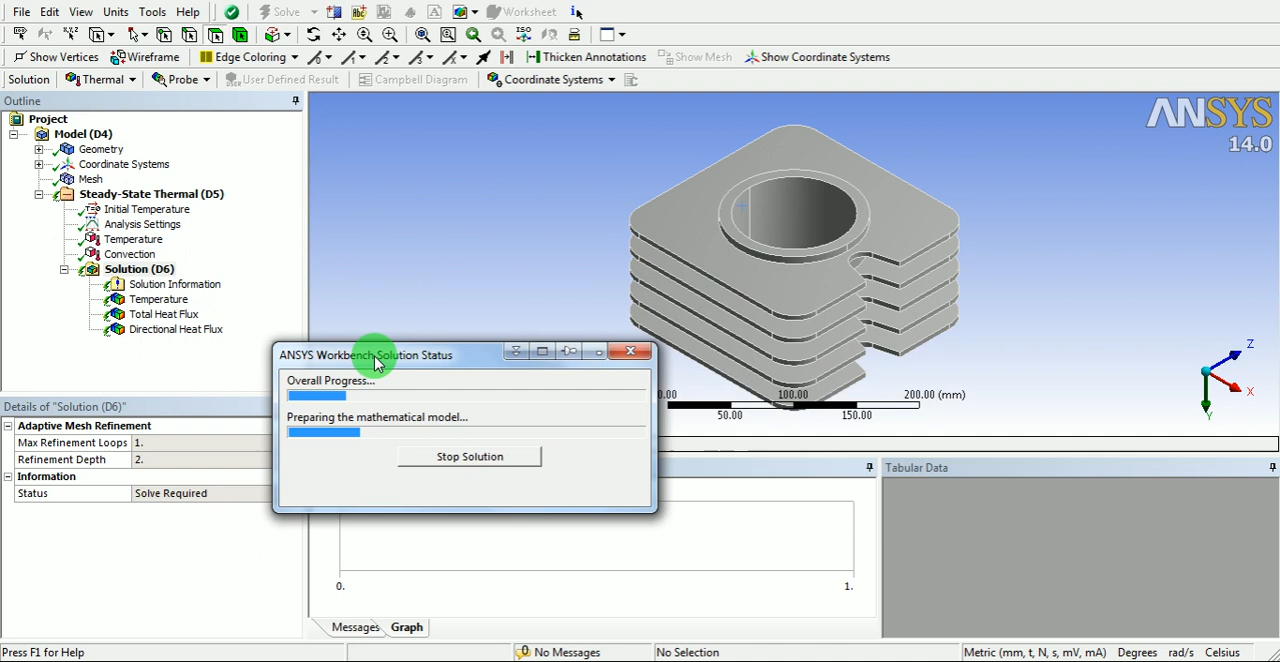 File Edit View Units Tools Help Solve Worksheet
Show Vertices Wireframe Edge Coloring Thicken Annotations Show Mesh Show Coordinate Systems
Solution Thermal Probe User Defined Result Campbell Diagram Coordinate Systems
Outline
Project
Model (D4)
Geometry
Coordinate Systems
Mesh
Steady-State Thermal (D5)
Initial Temperature
Analysis Settings
Temperature
Convection
Solution (D6)
Solution Information
Temperature
Total Heat Flux
Directional Heat Flux
ANSYS
14.0
Z
X
Y
0.00 100.00 200.00 (mm)
50.00 150.00
ANSYS Workbench Solution Status
Overall Progress...
Preparing the mathematical model...
Stop Solution
Details of "Solution (D6)"
Adaptive Mesh Refinement
Max Refinement Loops 1.
Refinement Depth 2.
Information
Status Solve Required
Tabular Data
0. 1.
Messages Graph
Press F1 for Help No Messages No Selection Metric (mm, t, N, s, mV, mA) Degrees rad/s Celsius